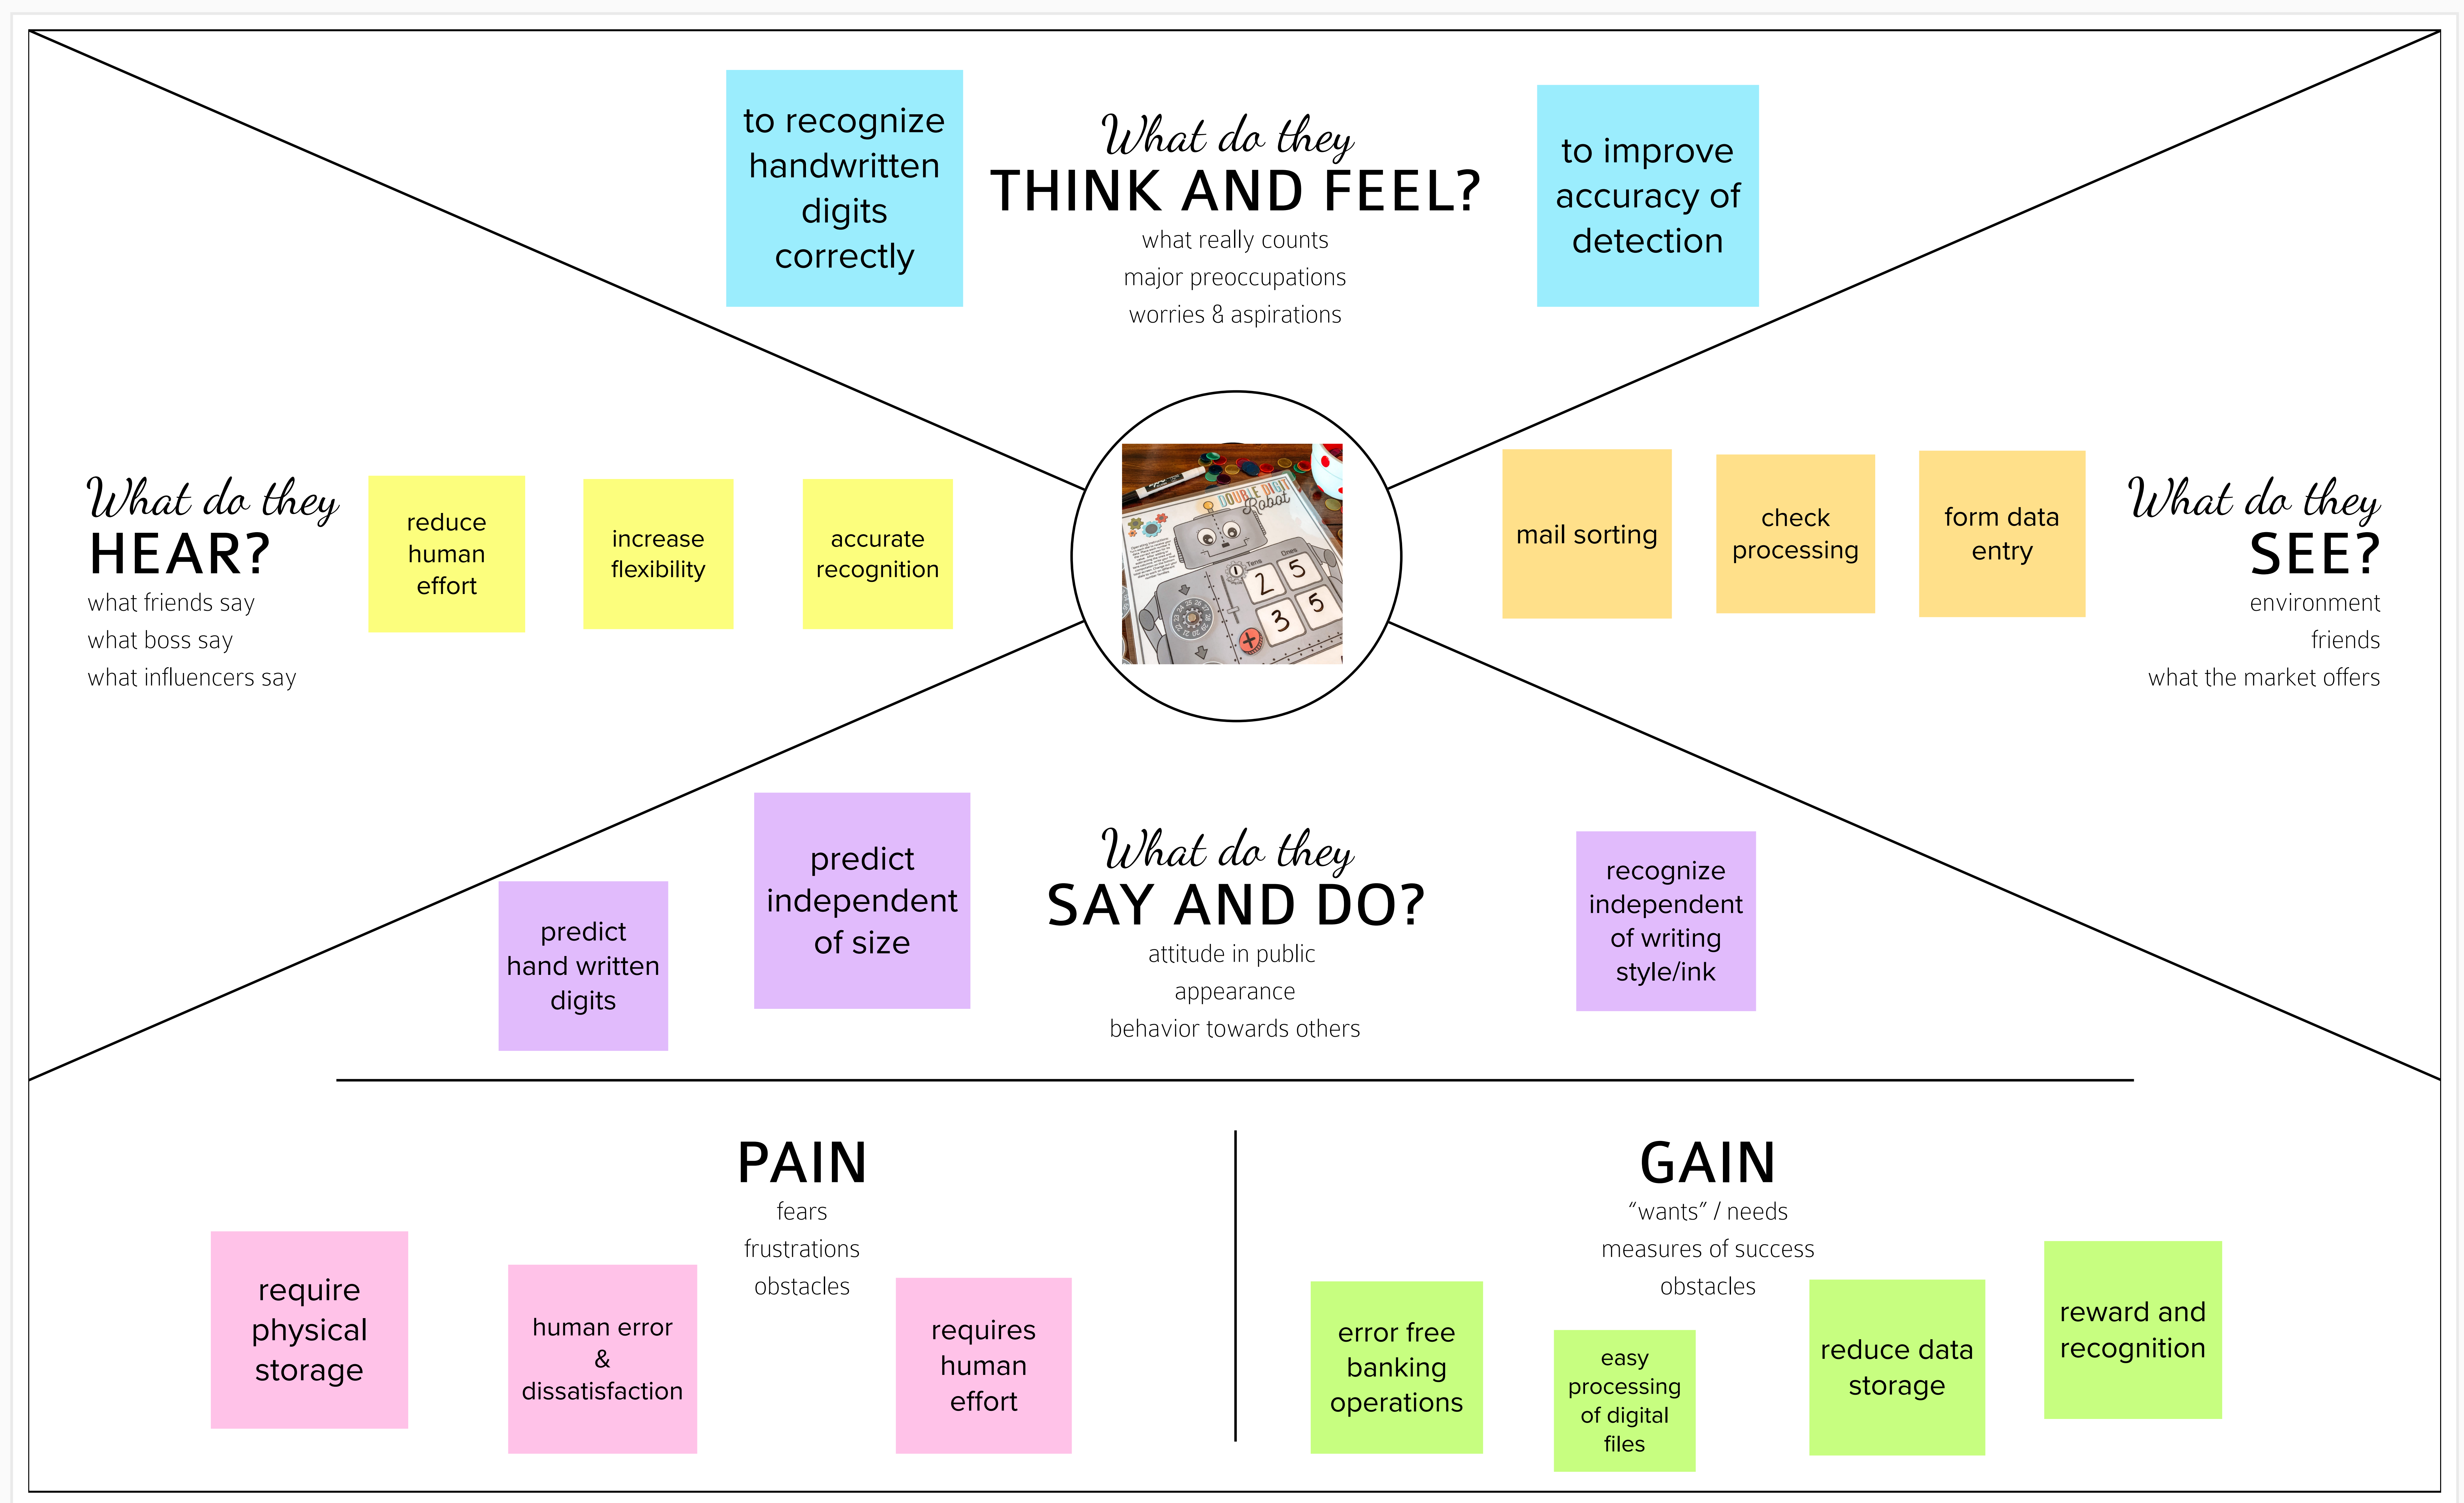 to recognize
handwritten
digits
correctly
What do they
THINK AND FEEL?
what really counts
major preoccupations
worries & aspirations
to improve
accuracy of
detection
What do they
HEAR?
what friends say
what boss say
what influencers say
reduce
human
effort
increase
flexibility
accurate
recognition
DOUBLE DIGIT
Robot
Tens
Ones
2 5
3 5
+
mail sorting
check
processing
form data
entry
What do they
SEE?
environment
friends
what the market offers
predict
hand written
digits
predict
independent
of size
What do they
SAY AND DO?
attitude in public
appearance
behavior towards others
recognize
independent
of writing
style/ink
PAIN
fears
frustrations
obstacles
require
physical
storage
human error
&
dissatisfaction
requires
human
effort
GAIN
“wants” / needs
measures of success
obstacles
error free
banking
operations
easy
processing
of digital
files
reduce data
storage
reward and
recognition